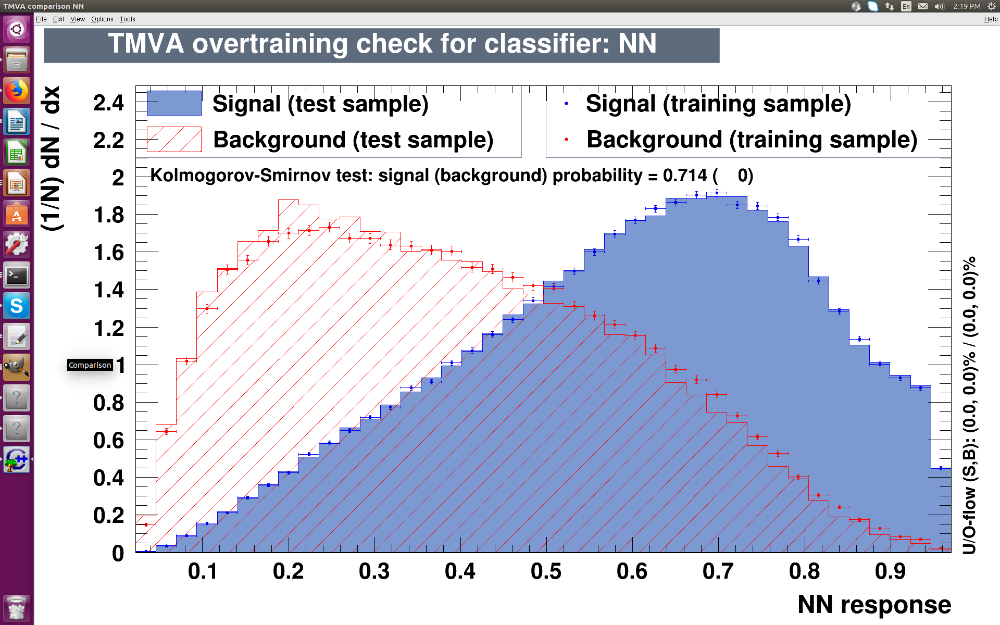 TMVA comparison NN
En
2:19 PM
File Edit View Options Tools Help
TMVA overtraining check for classifier: NN
(1/N) dN / dx
Signal (test sample)
Background (test sample)
Signal (training sample)
Background (training sample)
Kolmogorov-Smirnov test: signal (background) probability = 0.714 ( 0)
2.4
2.2
2
1.8
1.6
1.4
1.2
1
0.8
0.6
0.4
0.2
0
Comparison
0.1 0.2 0.3 0.4 0.5 0.6 0.7 0.8 0.9
NN response
U/O-flow (S,B): (0.0, 0.0)% / (0.0, 0.0)%